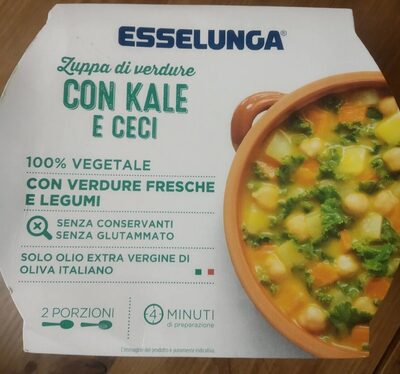 ESSELUNGA®
Zuppa di verdure
CON KALE
E CECI
100% VEGETALE
CON VERDURE FRESCHE
E LEGUMI
SENZA CONSERVANTI
SENZA GLUTAMMATO
SOLO OLIO EXTRA VERGINE DI
OLIVA ITALIANO
2 PORZIONI
4 MINUTI
di preparazione
L'immagine del prodotto è puramente indicativa.